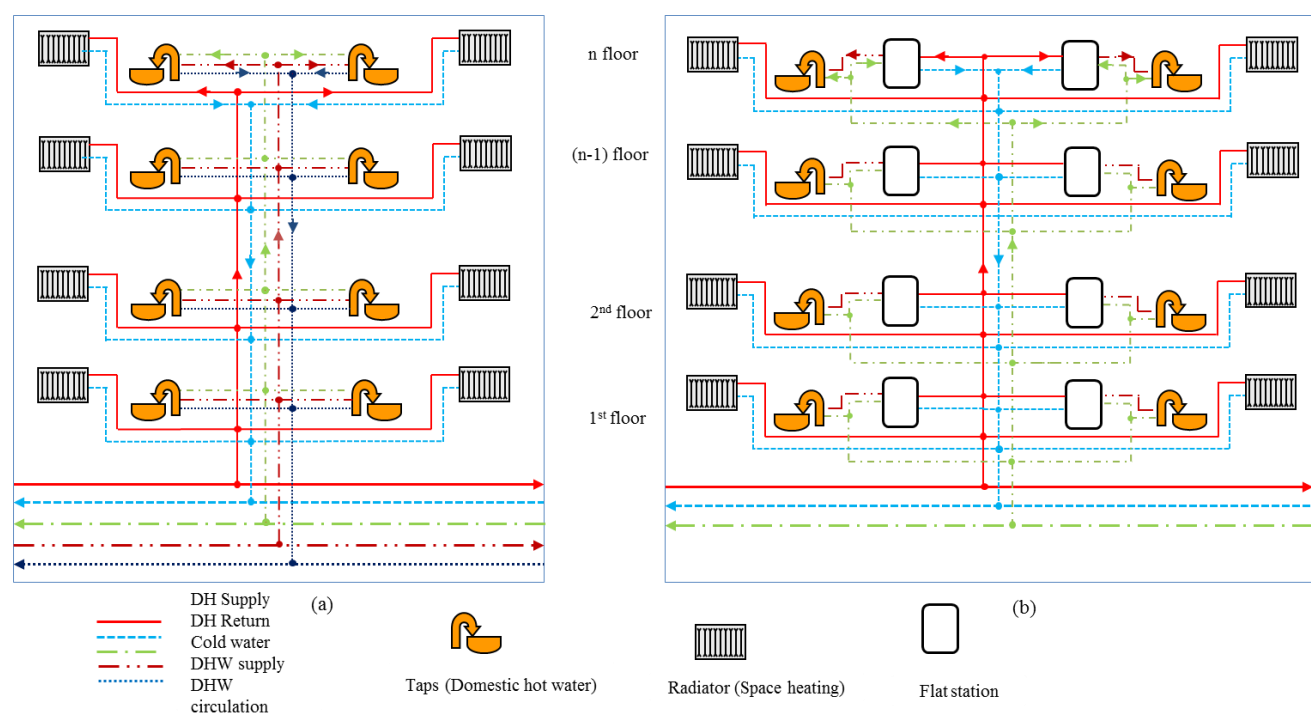 n floor
(n-1) floor
2nd floor
1st floor
(a)
(b)
DH Supply
DH Return
Cold water
DHW supply
DHW
circulation
Taps (Domestic hot water)
Radiator (Space heating)
Flat station